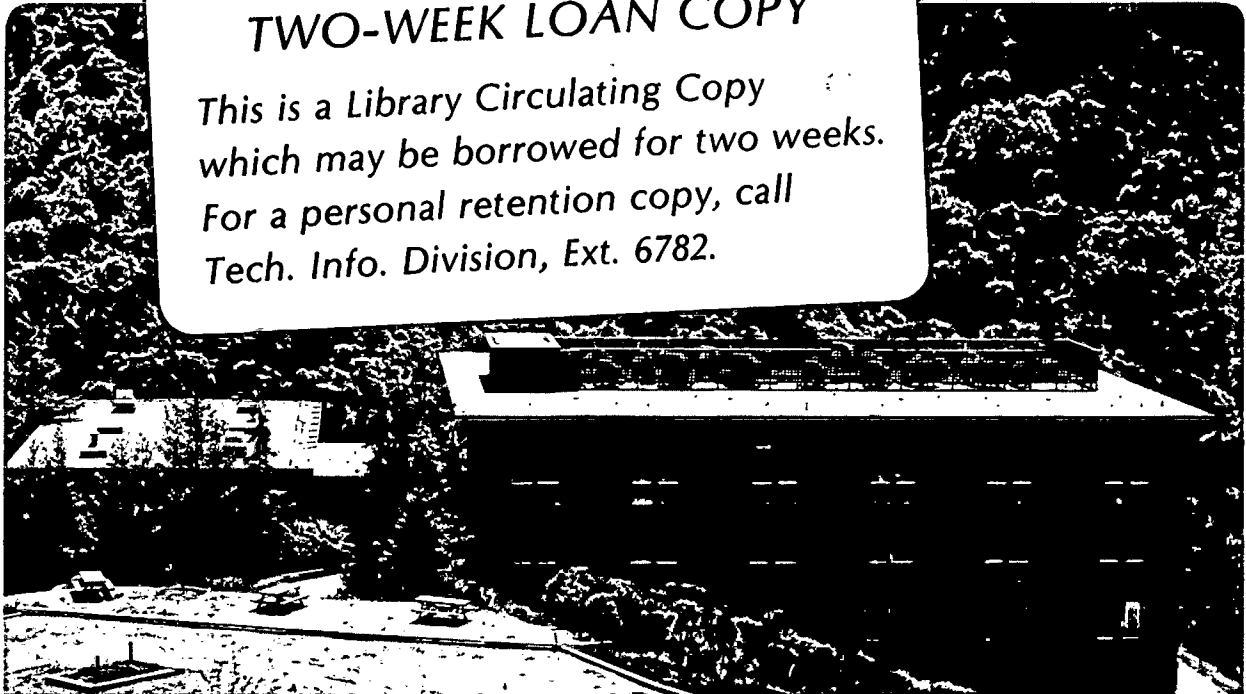 TWO-WEEK LOAN COPY
This is a Library Circulating Copy
which may be borrowed for two weeks.
For a personal retention copy, call
Tech. Info. Division, Ext. 6782.